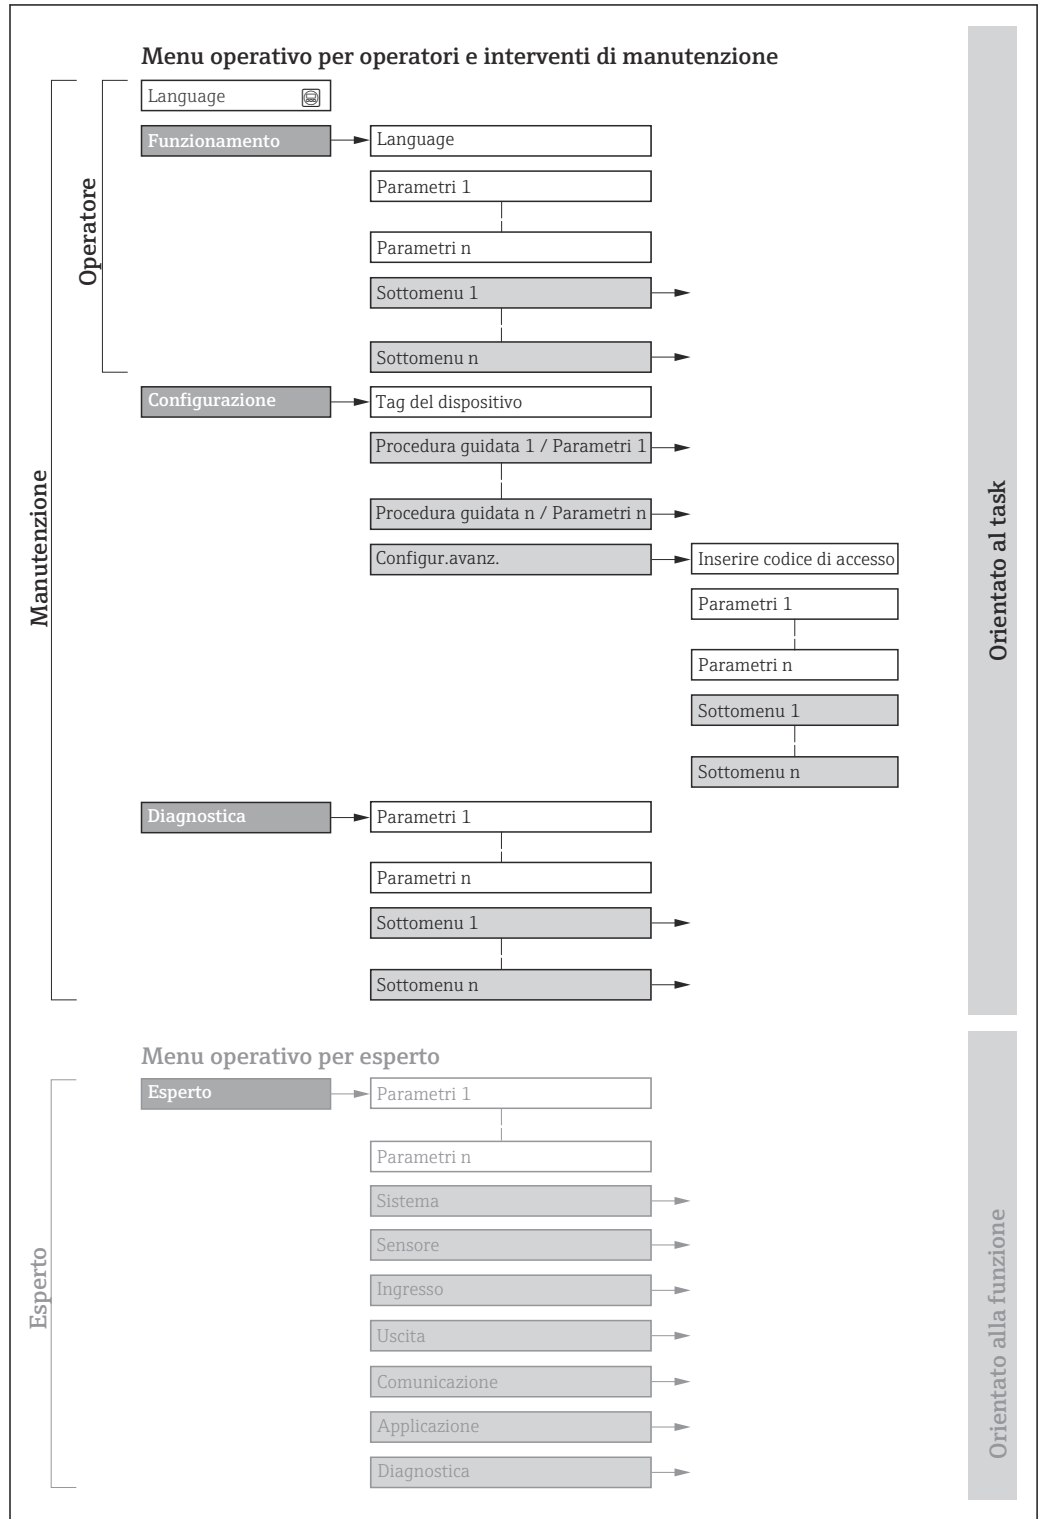 Menu operativo per operatori e interventi di manutenzione
Language
Funzionamento
Language
Parametri 1
Parametri n
Sottomenu 1
Sottomenu n
Operatore
Configurazione
Tag del dispositivo
Procedura guidata 1 / Parametri 1
Procedura guidata n / Parametri n
Configur.avanz.
Inserire codice di accesso
Parametri 1
Parametri n
Sottomenu 1
Sottomenu n
Manutenzione
Orientato al task
Diagnostica
Parametri 1
Parametri n
Sottomenu 1
Sottomenu n
Menu operativo per esperto
Esperto
Parametri 1
Parametri n
Sistema
Sensore
Ingresso
Uscita
Comunicazione
Applicazione
Diagnostica
Esperto
Orientato alla funzione